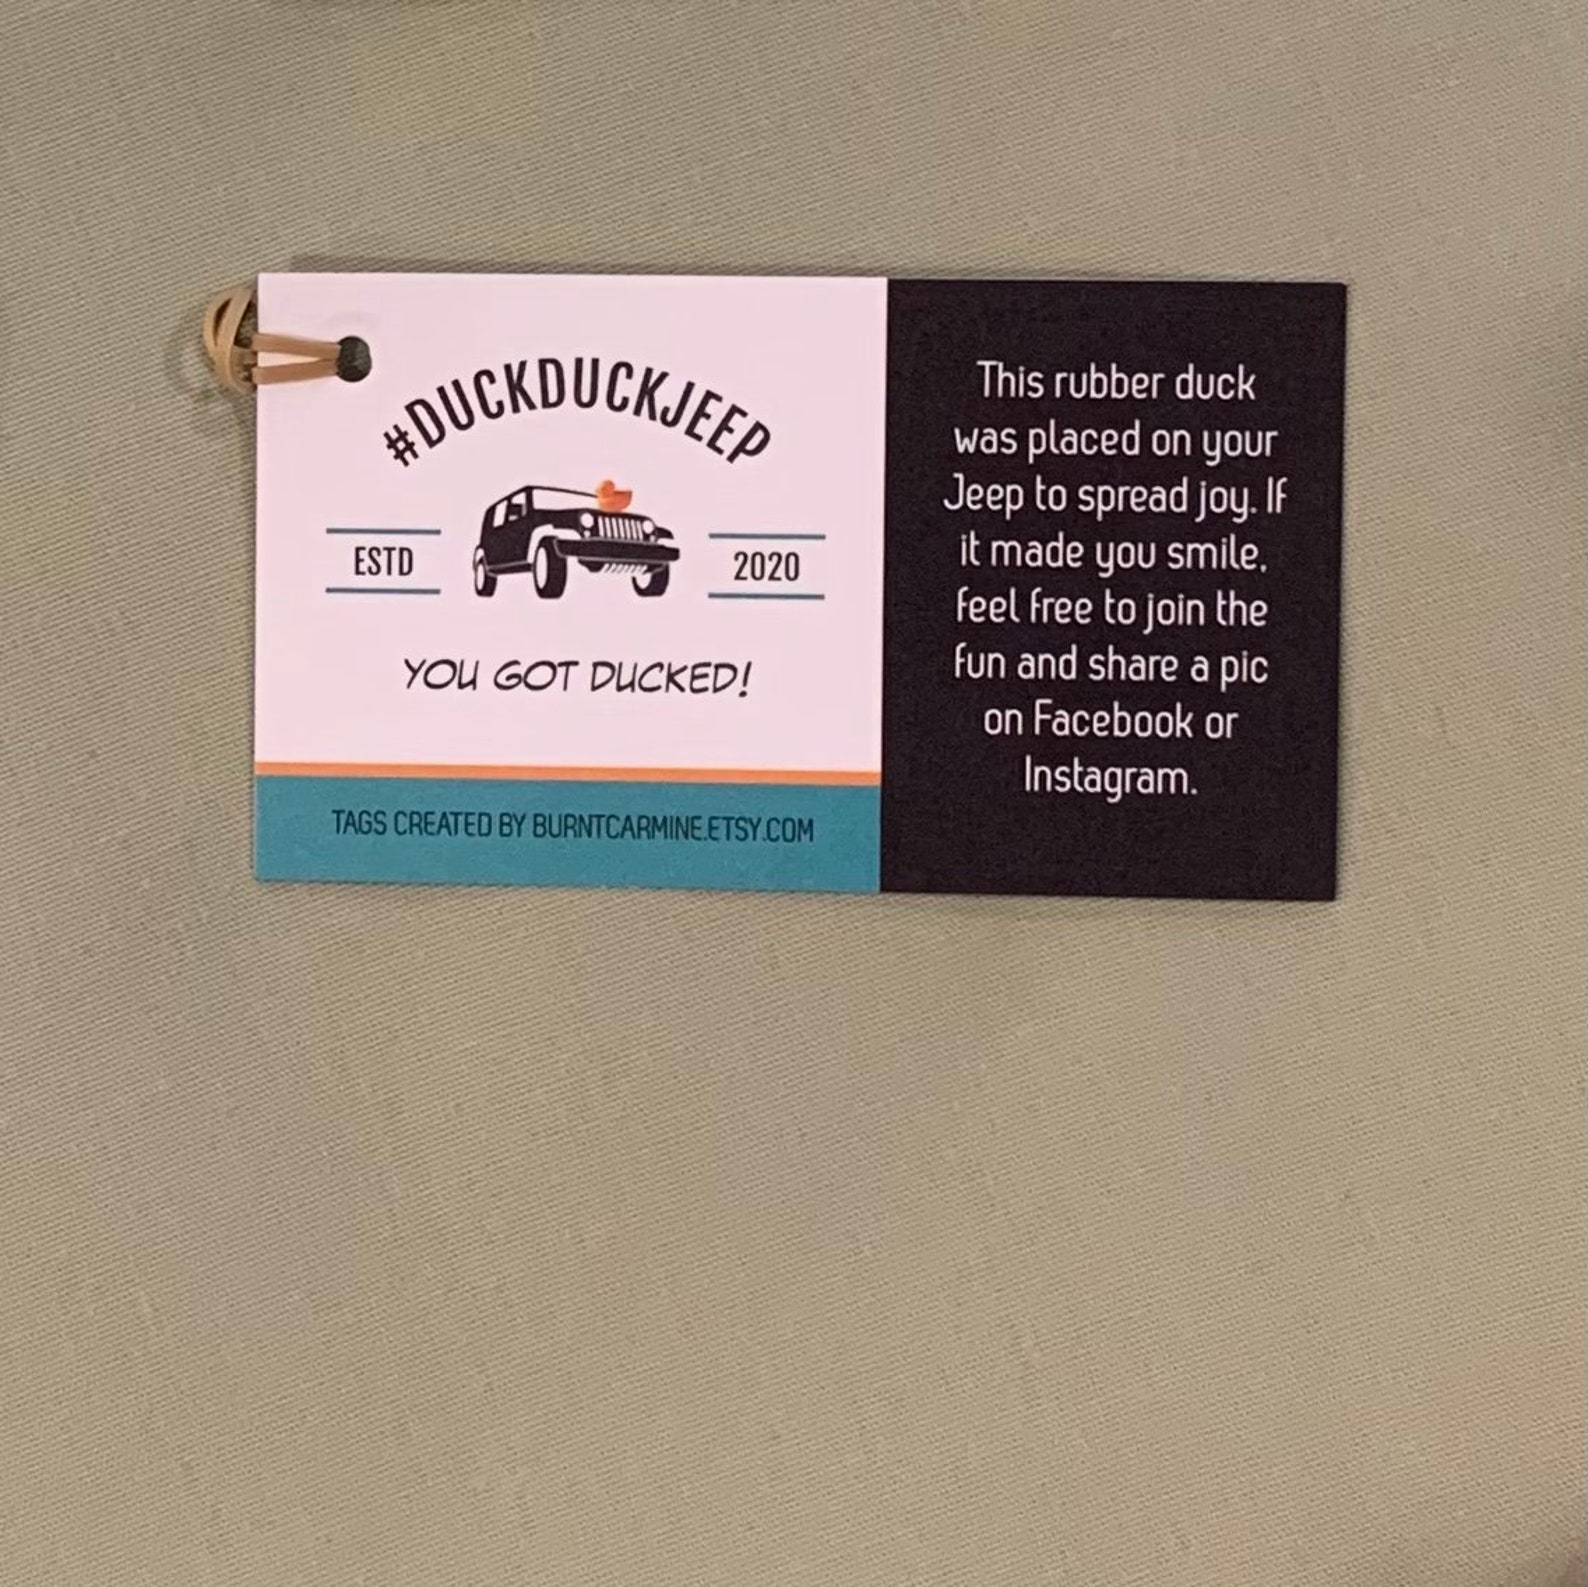 #DUCKDUCKJEEP
ESTD
2020
YOU GOT DUCKED!
TAGS CREATED BY BURNTCARMINE.ETSY.COM
This rubber duck
was placed on your
Jeep to spread joy. If
it made you smile,
feel free to join the
fun and share a pic
on Facebook or
Instagram.